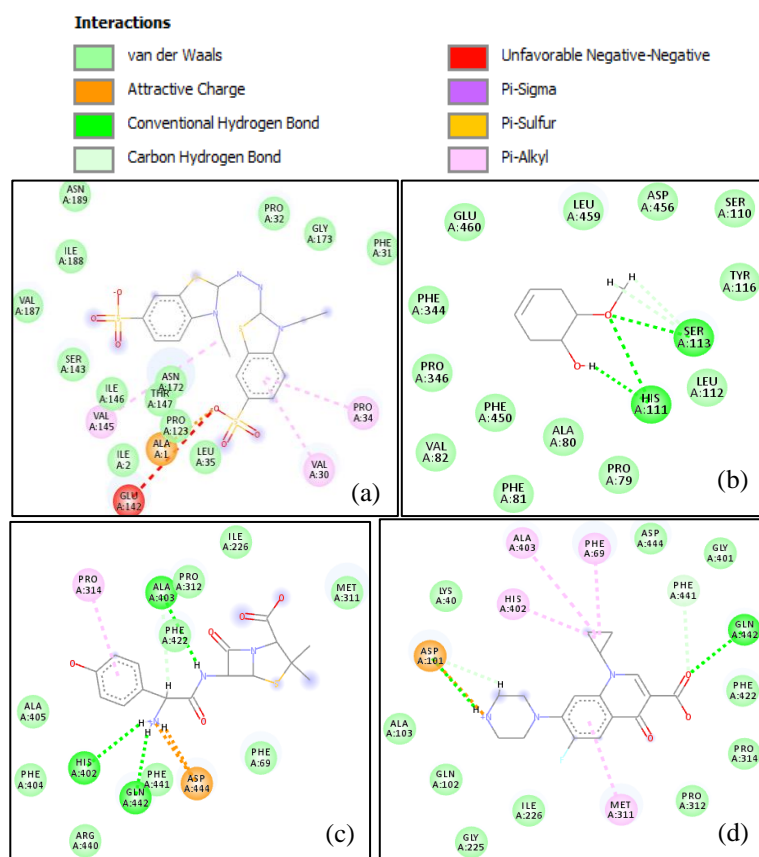 Interactions
van der Waals
Attractive Charge
Conventional Hydrogen Bond
Carbon Hydrogen Bond
Unfavorable Negative-Negative
Pi-Sigma
Pi-Sulfur
Pi-Alkyl
ASN
A:189
PRO
A:32
GLY
A:173
PHE
A:31
ILE
A:188
VAL
A:187
SER
A:143
ILE
A:146
ASN
A:172
THR
A:147
VAL
A:145
PRO
A:123
ALA
A:1
LEU
A:35
ILE
A:2
GLU
A:142
PRO
A:34
VAL
A:30
O-
O
O
S
S
N
N
N
S
N
O-
S
O
O
(a)
GLU
A:460
LEU
A:459
ASP
A:456
SER
A:110
TYR
A:116
PHE
A:344
SER
A:113
PRO
A:346
LEU
A:112
HIS
A:111
PHE
A:450
ALA
A:80
VAL
A:82
PHE
A:81
PRO
A:79
H
H
O
O
H
(b)
ILE
A:226
PRO
A:314
ALA
A:403
PRO
A:312
MET
A:311
PHE
A:422
ALA
A:405
PHE
A:404
HIS
A:402
GLN
A:442
PHE
A:441
ASP
A:444
PHE
A:69
ARG
A:440
O
O
O
O
N
S
H
N
H
O
H
N
H
H
(c)
ALA
A:403
PHE
A:69
ASP
A:444
GLY
A:401
LYS
A:40
HIS
A:402
PHE
A:441
GLN
A:442
ASP
A:101
PHE
A:422
ALA
A:103
PRO
A:314
GLN
A:102
ILE
A:226
MET
A:311
PRO
A:312
GLY
A:225
H
H
N
N
N
O
O
O
(d)